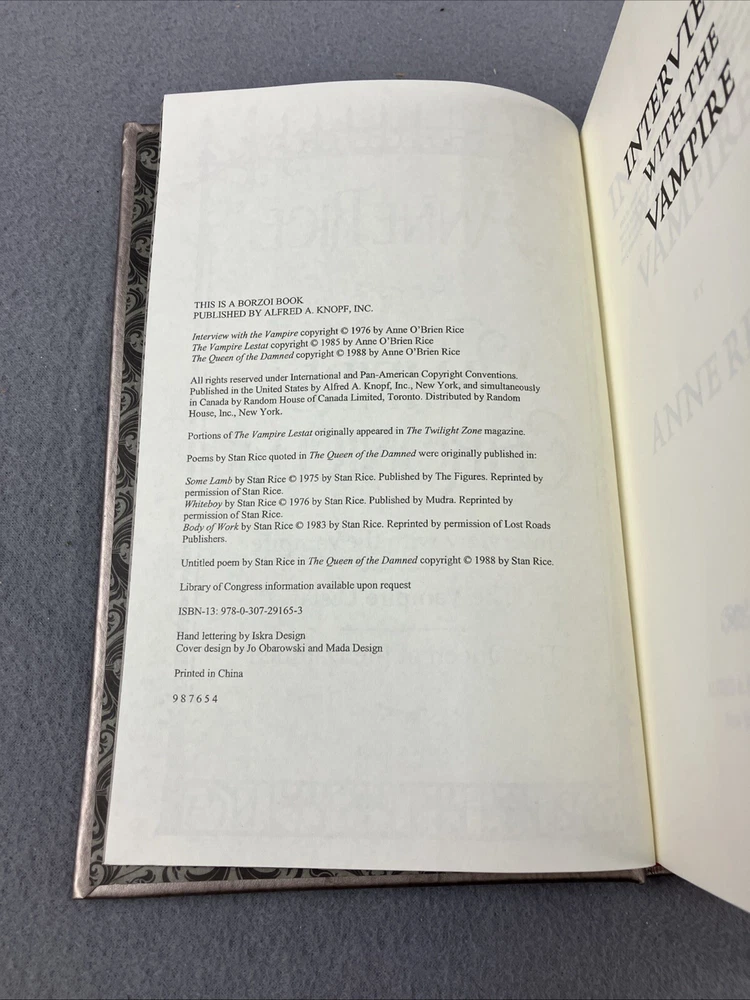 THIS IS A BORZOI BOOK
PUBLISHED BY ALFRED A. KNOPF, INC.
Interview with the Vampire copyright © 1976 by Anne O'Brien Rice
The Vampire Lestat copyright © 1985 by Anne O'Brien Rice
The Queen of the Damned copyright © 1988 by Anne O'Brien Rice
All rights reserved under International and Pan-American Copyright Conventions.
Published in the United States by Alfred A. Knopf, Inc., New York, and simultaneously
in Canada by Random House of Canada Limited, Toronto. Distributed by Random
House, Inc., New York.
Portions of The Vampire Lestat originally appeared in The Twilight Zone magazine.
Poems by Stan Rice quoted in The Queen of the Damned were originally published in:
Some Lamb by Stan Rice © 1975 by Stan Rice. Published by The Figures. Reprinted by
permission of Stan Rice.
Whiteboy by Stan Rice © 1976 by Stan Rice. Published by Mudra. Reprinted by
permission of Stan Rice.
Body of Work by Stan Rice © 1983 by Stan Rice. Reprinted by permission of Lost Roads
Publishers.
Untitled poem by Stan Rice in The Queen of the Damned copyright © 1988 by Stan Rice.
Library of Congress information available upon request
ISBN-13: 978-0-307-29165-3
Hand lettering by Iskra Design
Cover design by Jo Obarowski and Mada Design
Printed in China
9 8 7 6 5 4
INTERVIE
WITH THE
VAMPIRE